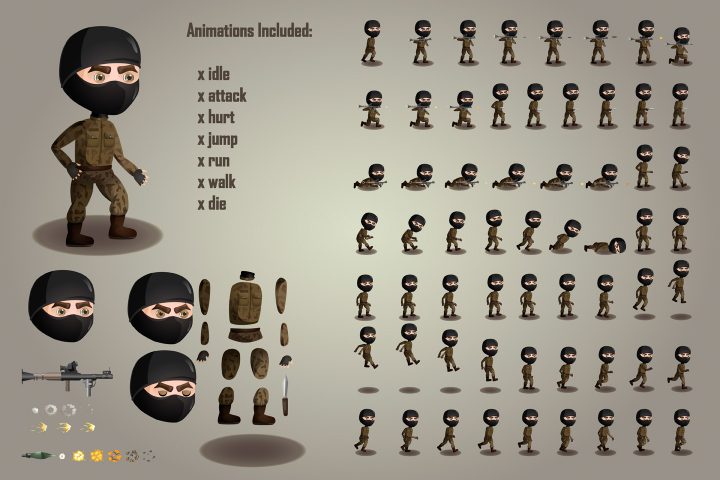 Animations Included:
x idle
x attack
x hurt
x jump
x run
x walk
x die